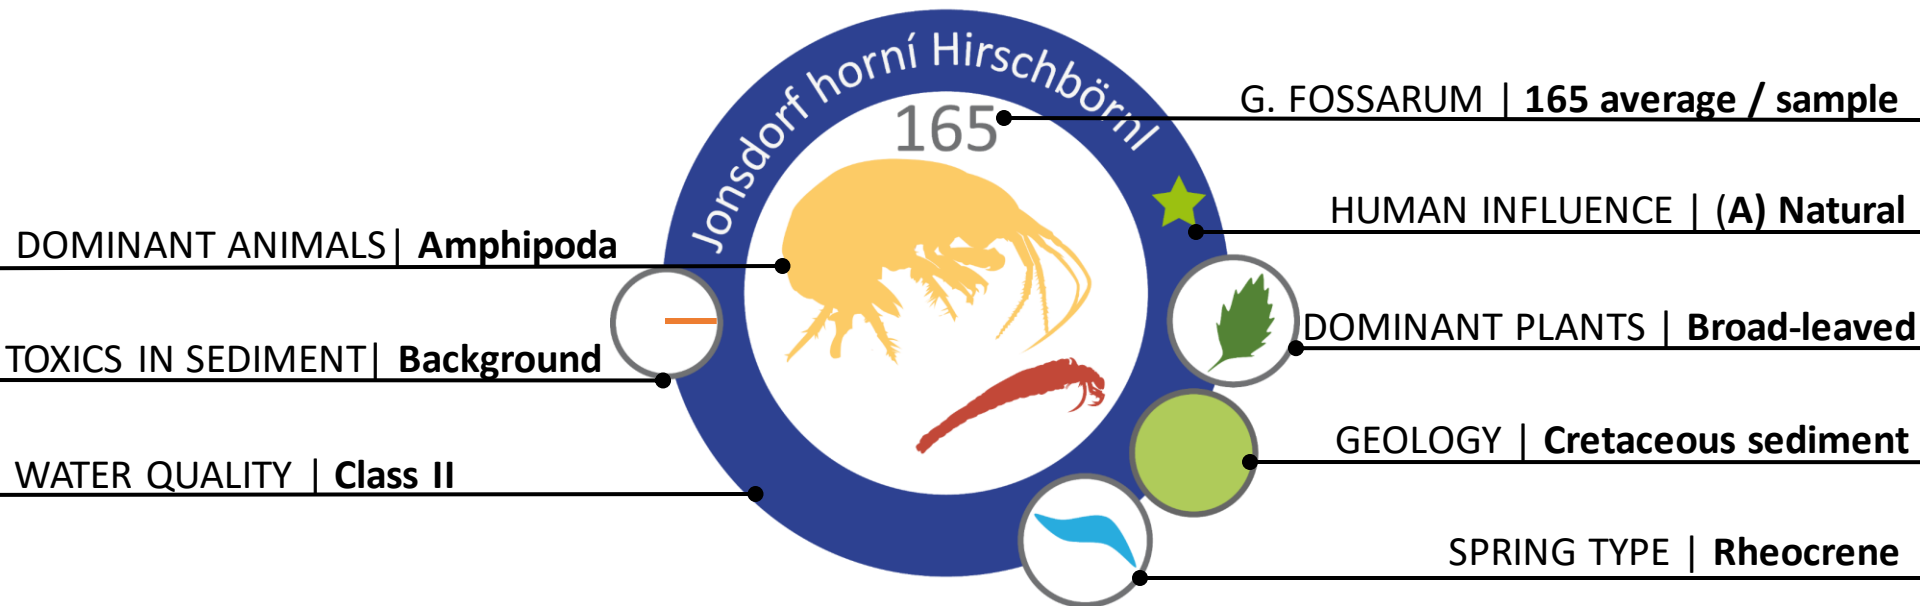 Jonsdorf horní Hirschbörnl
165
G. FOSSARUM | 165 average / sample
HUMAN INFLUENCE | (A) Natural
DOMINANT ANIMALS| Amphipoda
DOMINANT PLANTS | Broad-leaved
TOXICS IN SEDIMENT| Background
GEOLOGY | Cretaceous sediment
WATER QUALITY | Class II
SPRING TYPE | Rheocrene